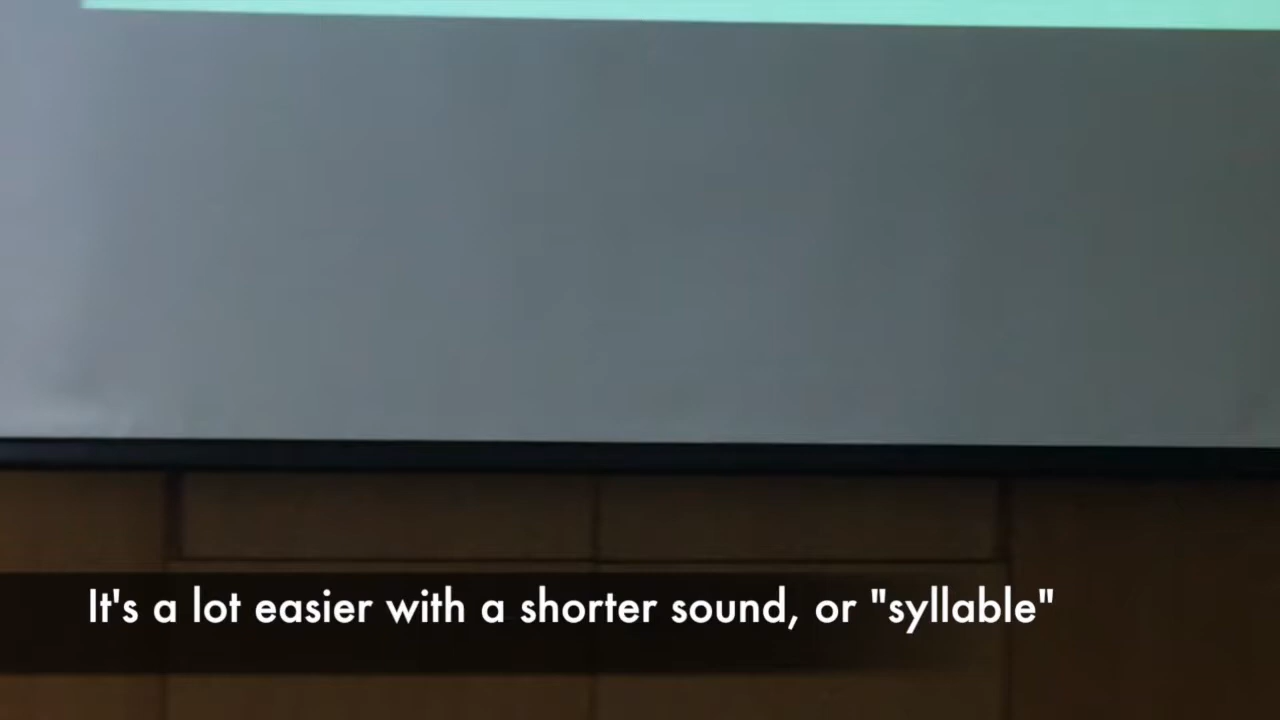 It's a lot easier with a shorter sound, or "syllable"